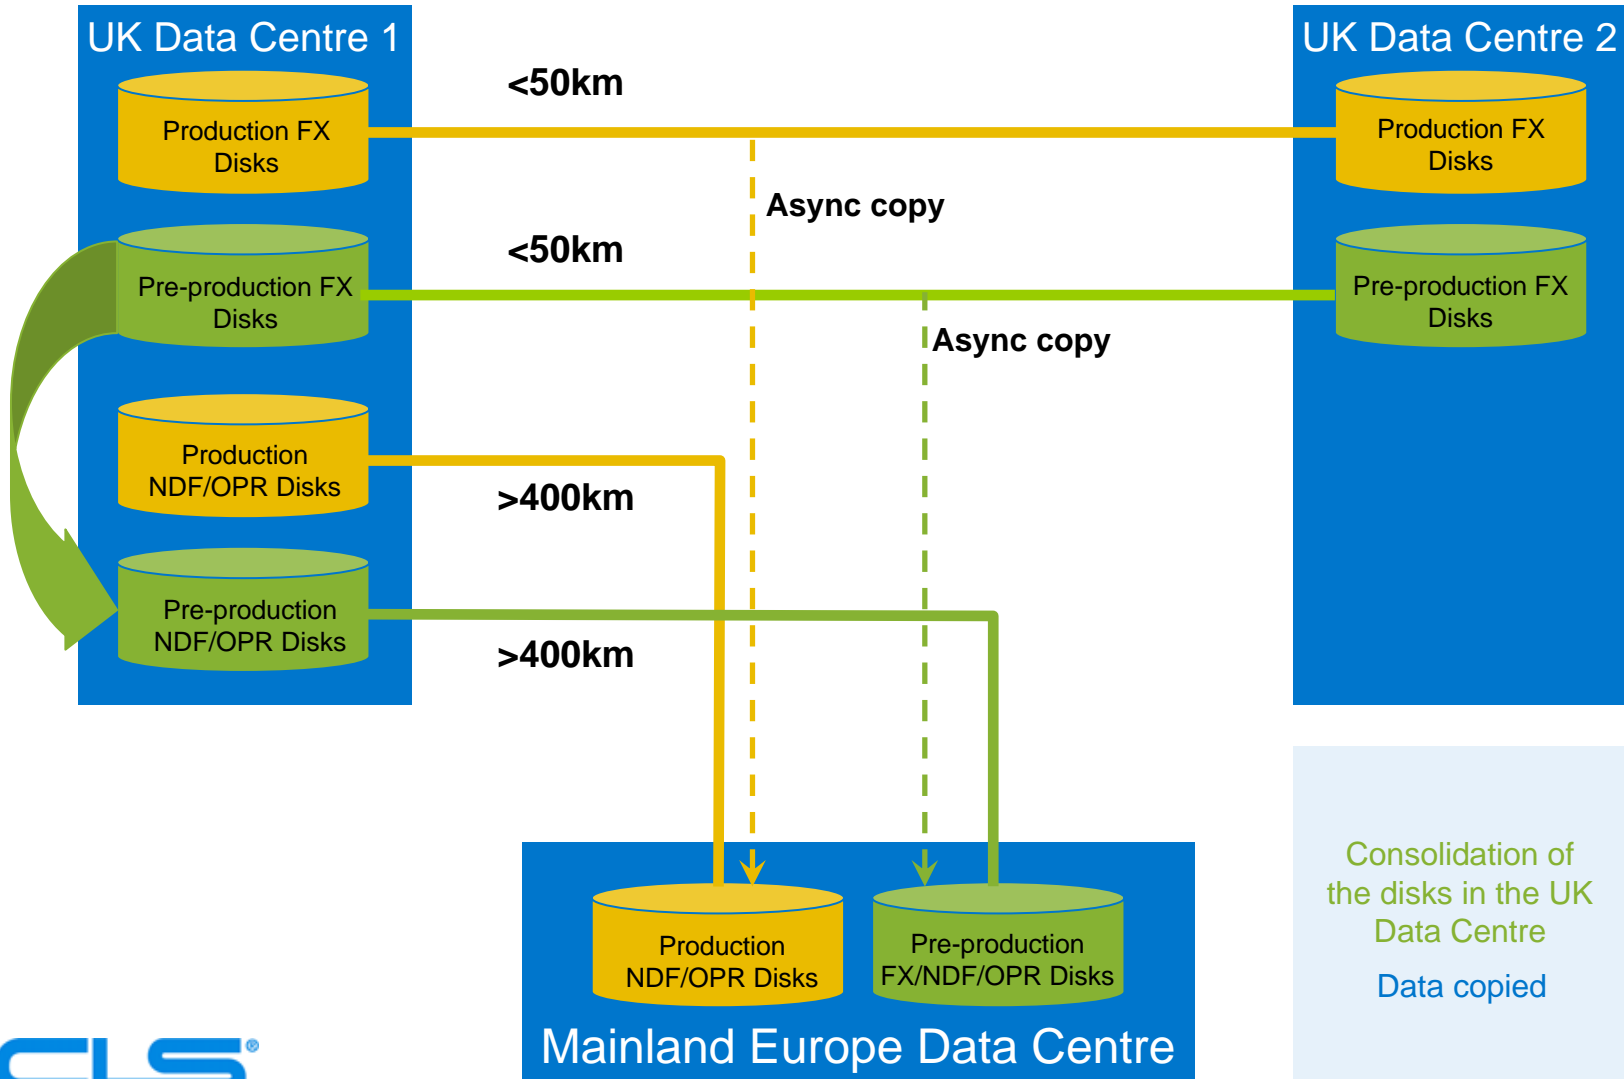 UK Data Centre 1
UK Data Centre 2
<50km
Production FX
Disks
Production FX
Disks
Async copy
<50km
Pre-production FX
Disks
Pre-production FX
Disks
Async copy
Production
NDF/OPR Disks
>400km
Pre-production
NDF/OPR Disks
>400km
Production
NDF/OPR Disks
Pre-production
FX/NDF/OPR Disks
Mainland Europe Data Centre
Consolidation of
the disks in the UK
Data Centre
Data copied
CLS®